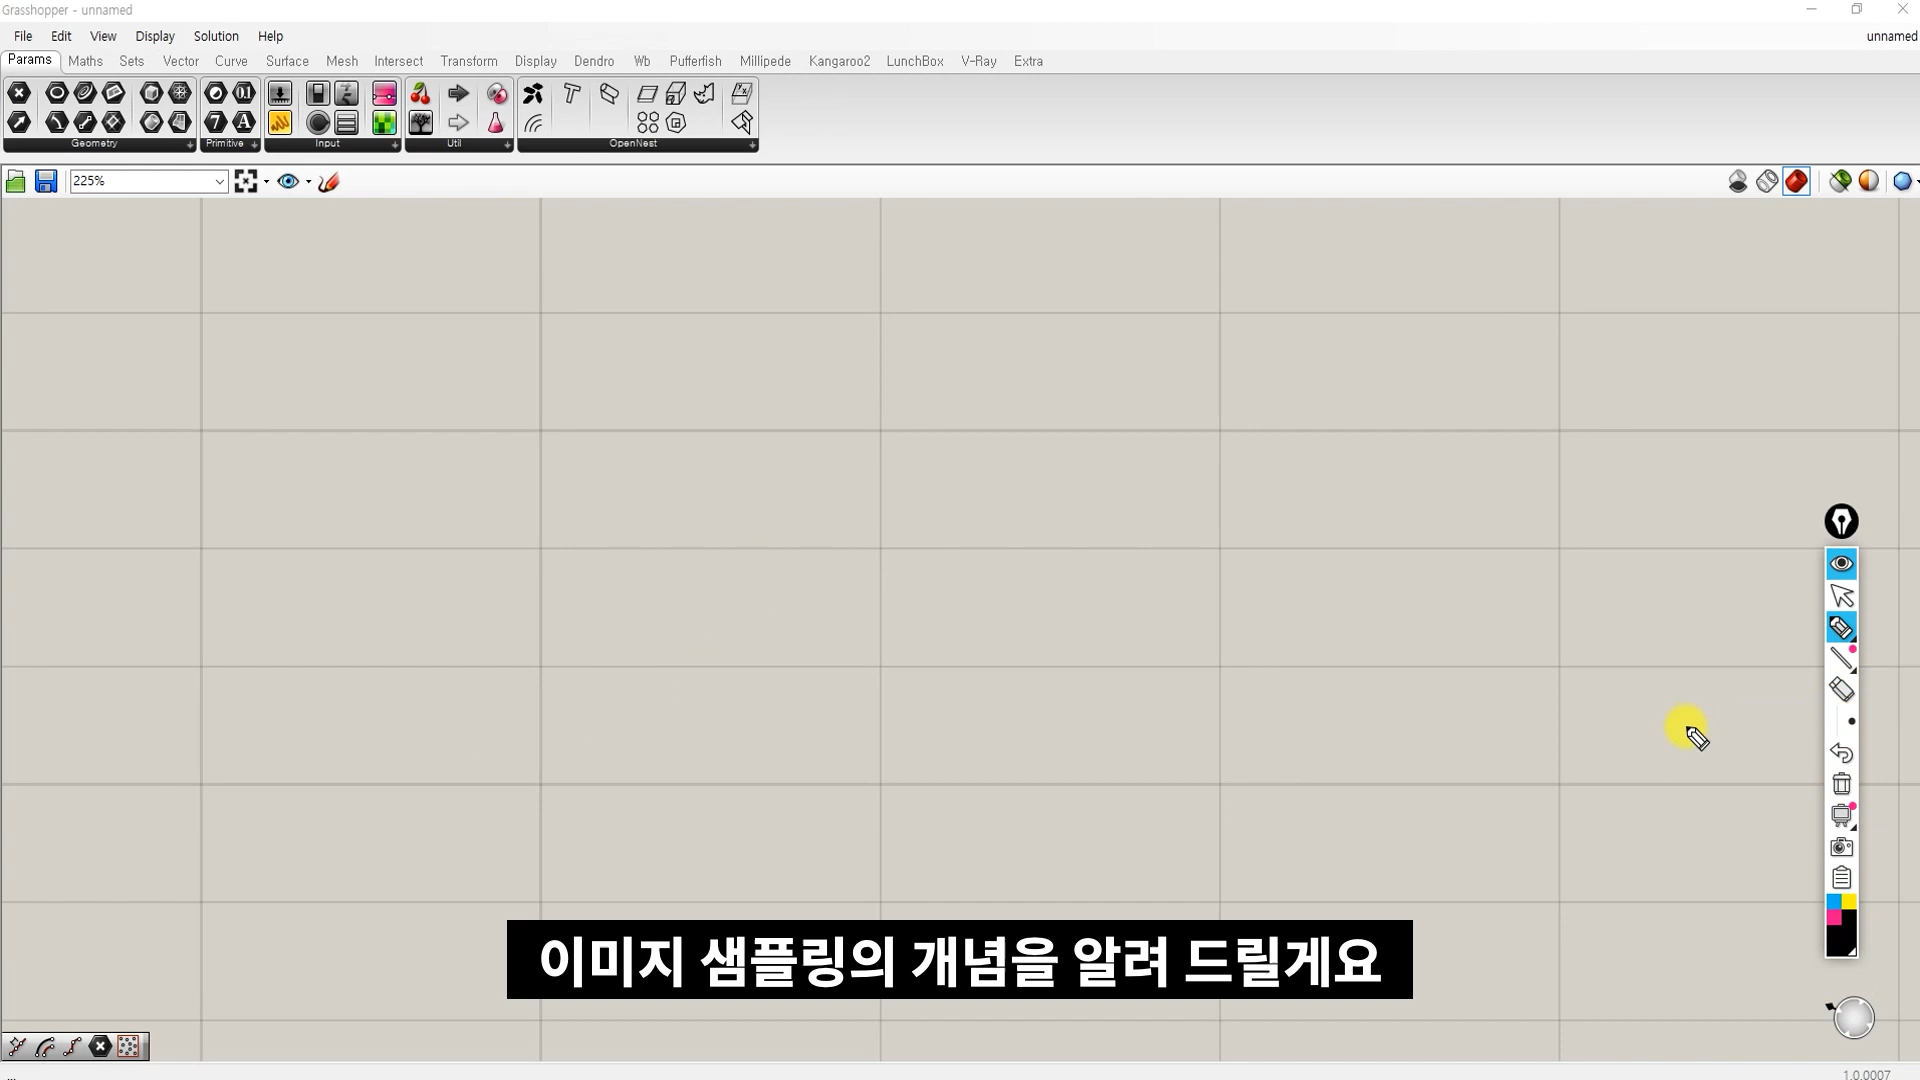 Grasshopper - unnamed
File Edit View Display Solution Help unnamed
Params Maths Sets Vector Curve Surface Mesh Intersect Transform Display Dendro Wb Pufferfish Millipede Kangaroo2 LunchBox V-Ray Extra
Geometry Primitive Input Util OpenNest
225%
이미지 샘플링의 개념을 알려 드릴게요
1.0.0007